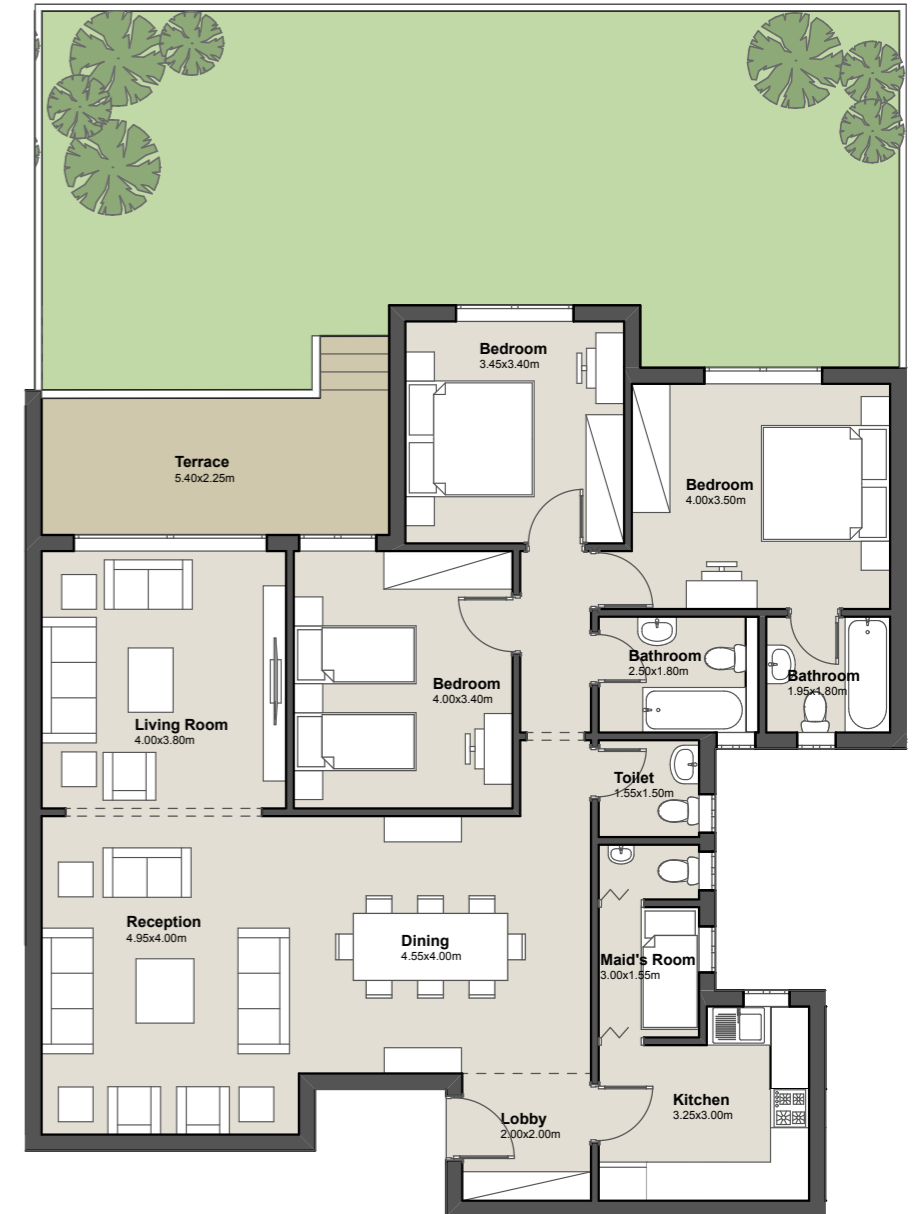 Bedroom
3.45x3.40m
Terrace
5.40x2.25m
Bedroom
4.00x3.50m
Bathroom
2.50x1.80m
Bathroom
1.95x1.80m
Bedroom
4.00x3.40m
Living Room
4.00x3.80m
Toilet
1.55x1.50m
Reception
4.95x4.00m
Dining
4.55x4.00m
Maid's Room
3.00x1.55m
Kitchen
3.25x3.00m
Lobby
2.00x2.00m